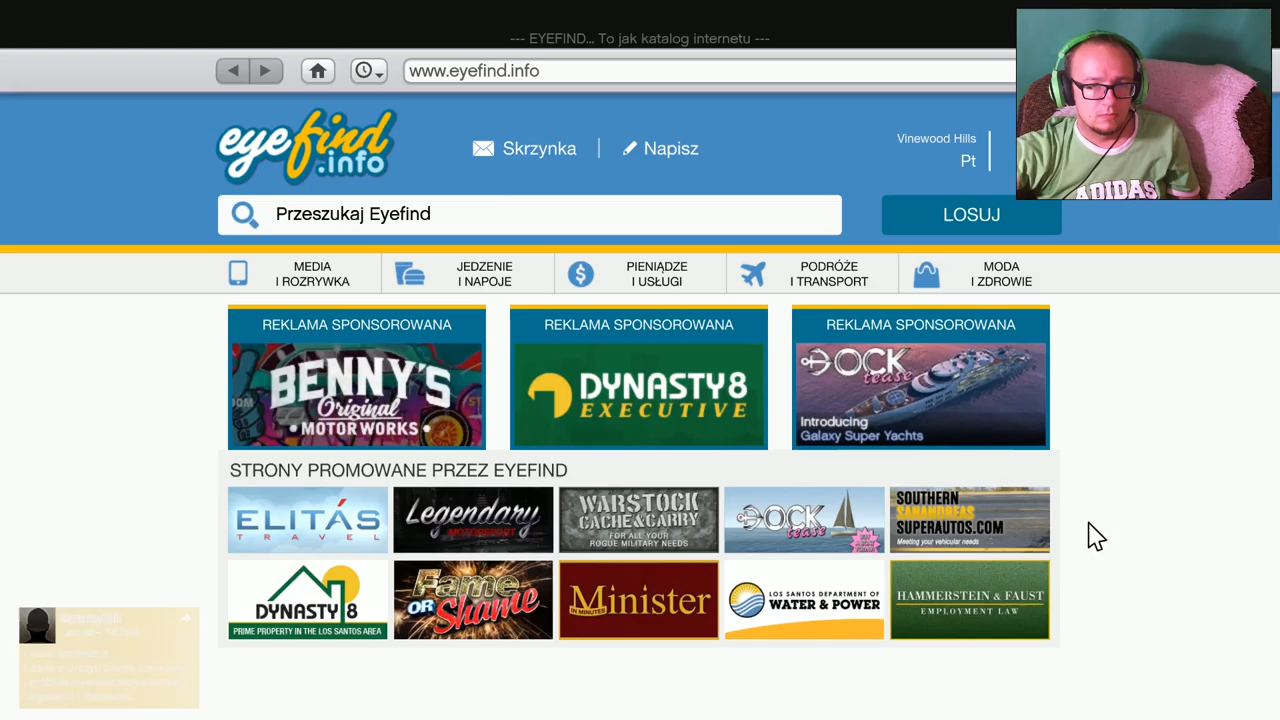 --- EYEFIND... To jak katalog internetu ---
www.eyefind.info
eyefind
.info
Skrzynka
Napisz
Vinewood Hills
Pt
ADIDAS
Przeszukaj Eyefind
LOSUJ
MEDIA
I ROZRYWKA
JEDZENIE
I NAPOJE
PIENIĄDZE
I USŁUGI
PODRÓŻE
I TRANSPORT
MODA
I ZDROWIE
REKLAMA SPONSOROWANA
BENNY'S
Original
• MOTOR WORKS •
REKLAMA SPONSOROWANA
DYNASTY 8
EXECUTIVE
REKLAMA SPONSOROWANA
DOCK
tease
Introducing
Galaxy Super Yachts
STRONY PROMOWANE PRZEZ EYEFIND
ELITÁS
TRAVEL
Legendary
MOTORSPORT
WARSTOCK
CACHE&CARRY
FOR ALL YOUR
ROGUE MILITARY NEEDS
DOCK
tease
SOUTHERN
SANANDREAS
SUPERAUTOS.COM
Meeting your vehicular needs
DYNASTY 8
PRIME PROPERTY IN THE LOS SANTOS AREA
Fame
OR Shame
Minister
IN MINUTES
LOS SANTOS DEPARTMENT OF
WATER & POWER
HAMMERSTEIN & FAUST
EMPLOYMENT LAW